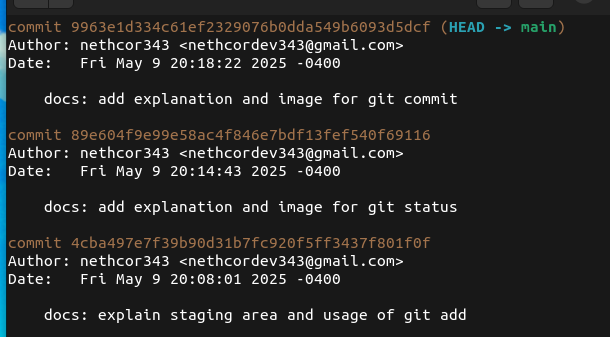 commit 9963e1d334c61ef2329076b0dda549b6093d5dcf (HEAD -> main)
Author: nethcor343 <nethcordev343@gmail.com>
Date:   Fri May 9 20:18:22 2025 -0400
docs: add explanation and image for git commit
commit 89e604f9e99e58ac4f846e7bdf13fef540f69116
Author: nethcor343 <nethcordev343@gmail.com>
Date:   Fri May 9 20:14:43 2025 -0400
docs: add explanation and image for git status
commit 4cba497e7f39b90d31b7fc920f5ff3437f801f0f
Author: nethcor343 <nethcordev343@gmail.com>
Date:   Fri May 9 20:08:01 2025 -0400
docs: explain staging area and usage of git add